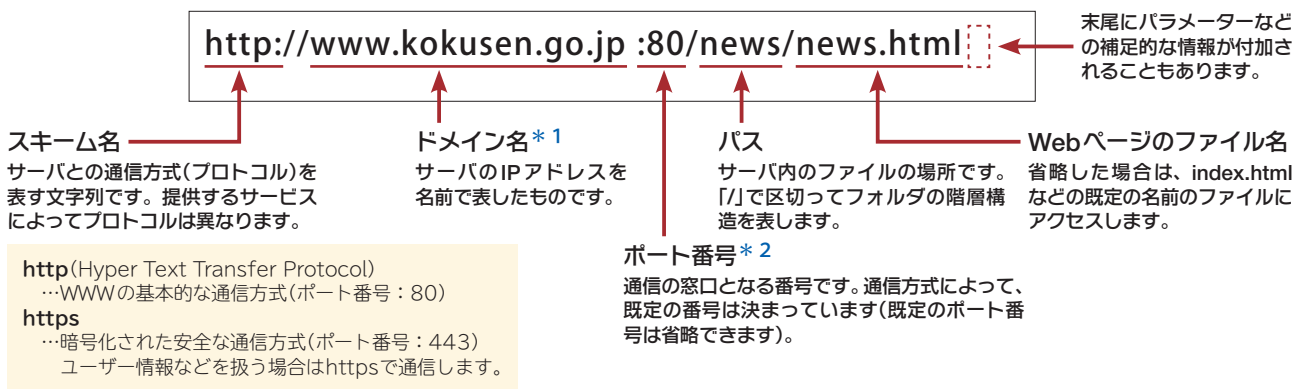 http://www.kokusen.go.jp :80/news/news.html
末尾にパラメーターなど
の補足的な情報が付加さ
れることもあります。
スキーム名
サーバとの通信方式(プロトコル)を
表す文字列です。提供するサービス
によってプロトコルは異なります。
http(Hyper Text Transfer Protocol)
…WWWの基本的な通信方式(ポート番号：80)
https
…暗号化された安全な通信方式(ポート番号：443)
ユーザー情報などを扱う場合はhttpsで通信します。
ドメイン名＊1
サーバのIPアドレスを
名前で表したものです。
ポート番号＊2
通信の窓口となる番号です。通信方式によって、
既定の番号は決まっています(既定のポート番
号は省略できます)。
パス
サーバ内のファイルの場所です。
「/」で区切ってフォルダの階層構
造を表します。
Webページのファイル名
省略した場合は、index.html
などの既定の名前のファイルに
アクセスします。